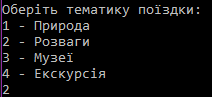 Оберіть тематику поїздки:
1 - Природа
2 - Розваги
3 - Музеї
4 - Екскурсія
2